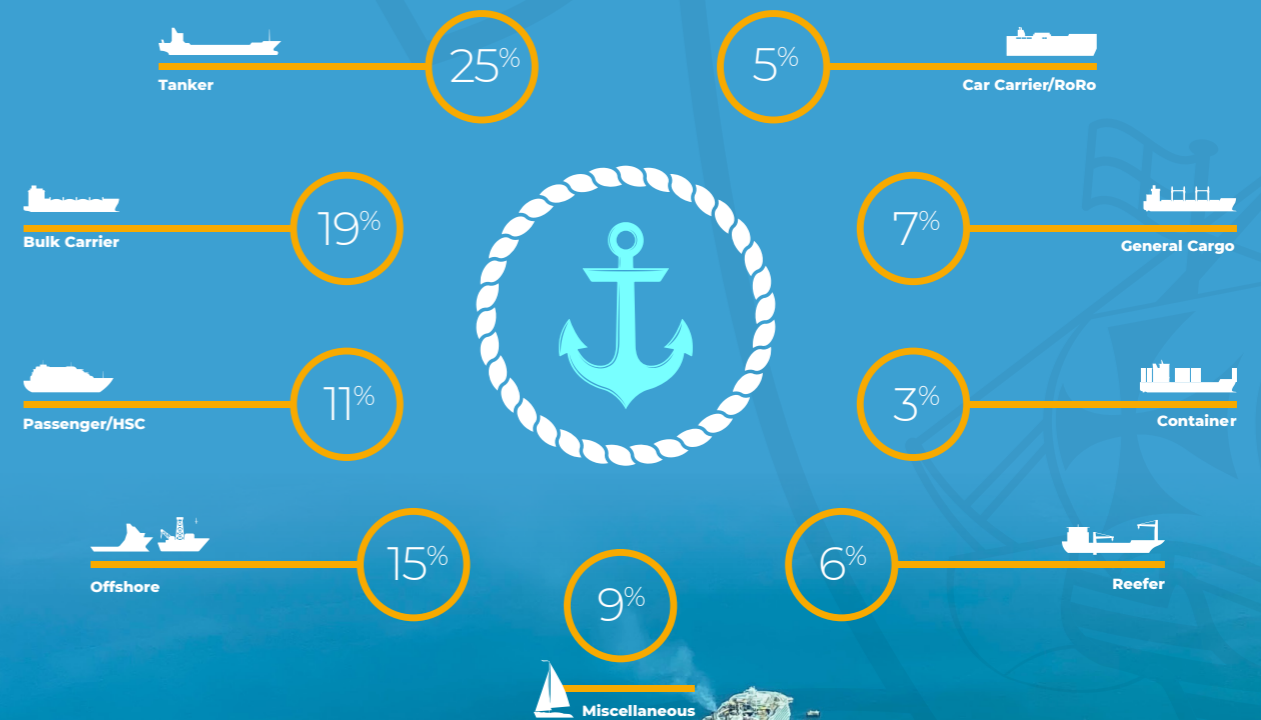 25%
Tanker
5%
Car Carrier/RoRo
19%
Bulk Carrier
7%
General Cargo
11%
Passenger/HSC
3%
Container
15%
Offshore
6%
Reefer
9%
Miscellaneous